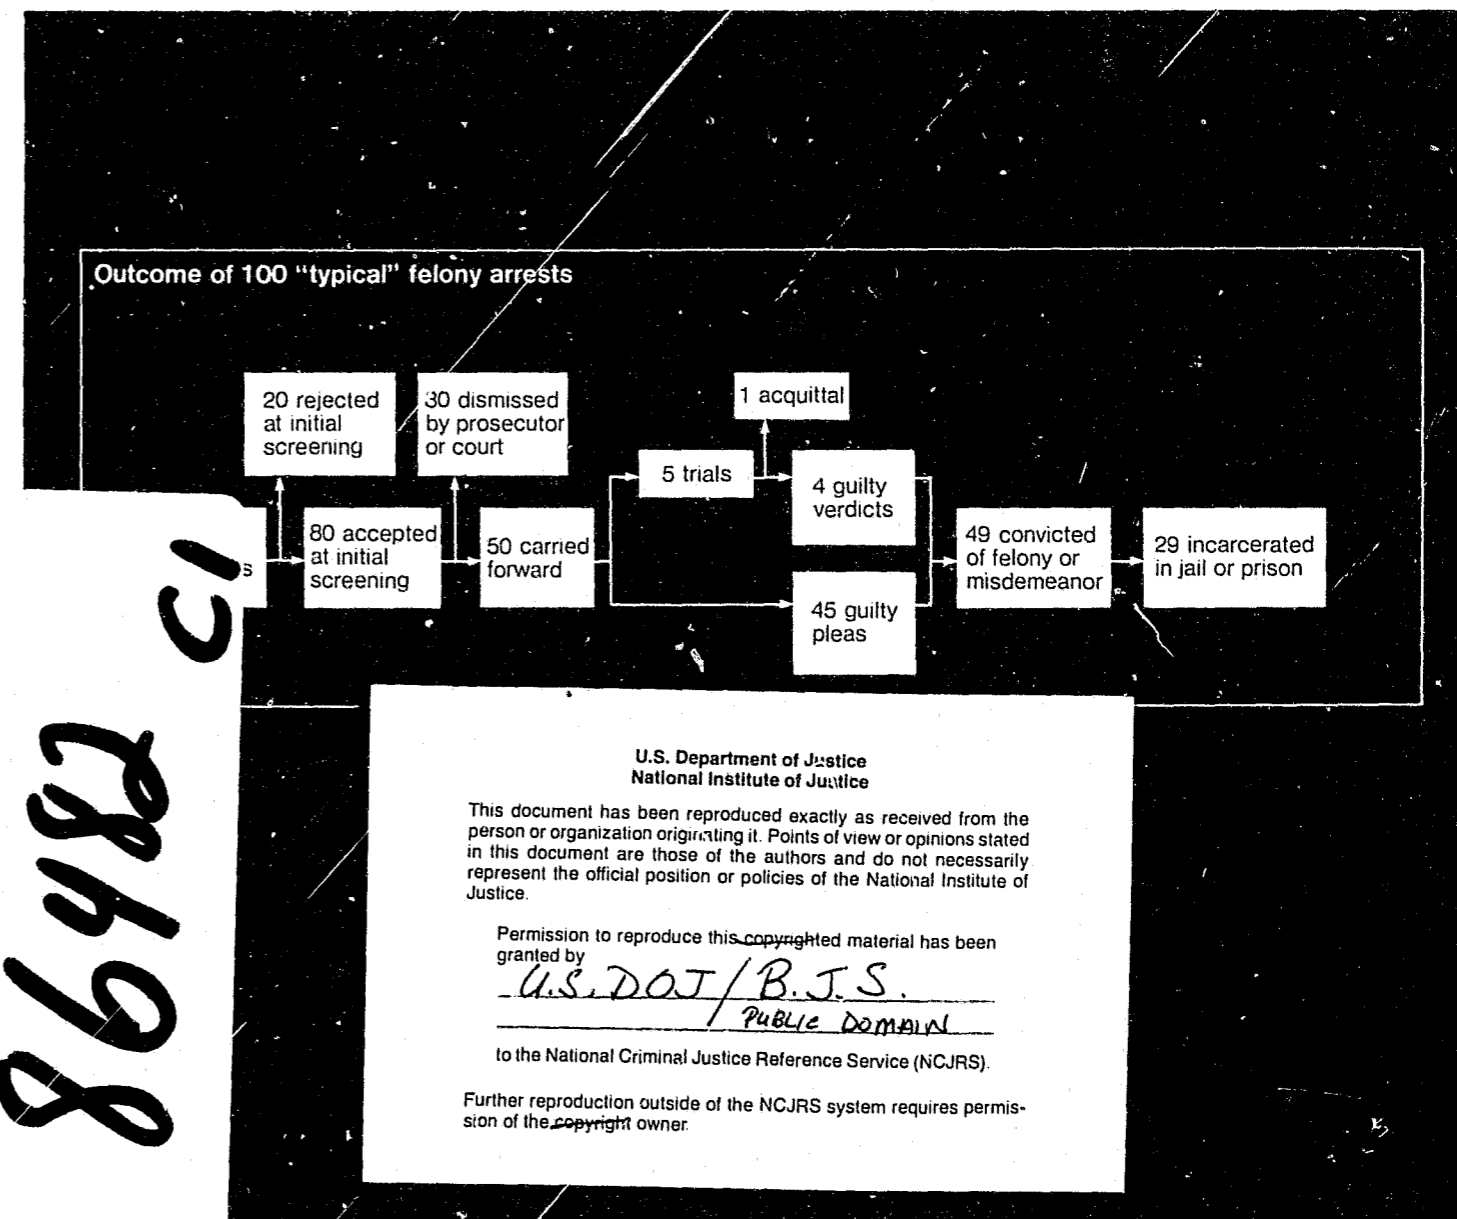 Outcome of 100 “typical” felony arrests
20 rejected
at initial
screening
30 dismissed
by prosecutor
or court
1 acquittal
5 trials
4 guilty
verdicts
s
80 accepted
at initial
screening
50 carried
forward
45 guilty
pleas
49 convicted
of felony or
misdemeanor
29 incarcerated
in jail or prison
86482 C1
U.S. Department of Justice
National Institute of Justice
This document has been reproduced exactly as received from the
person or organization originating it. Points of view or opinions stated
in this document are those of the authors and do not necessarily
represent the official position or policies of the National Institute of
Justice.
Permission to reproduce this copyrighted material has been
granted by
U.S. DOJ / B.J.S.
PUBLIC DOMAIN
to the National Criminal Justice Reference Service (NCJRS).
Further reproduction outside of the NCJRS system requires permis-
sion of the copyright owner.